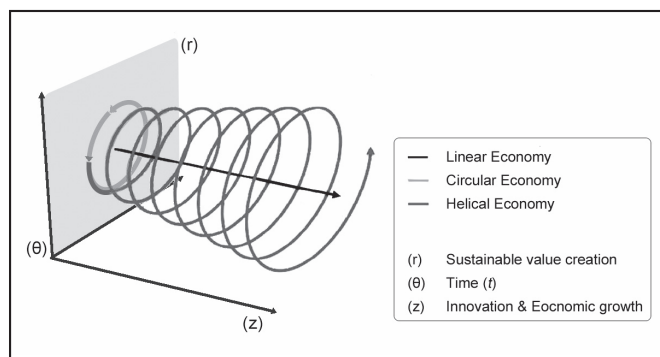 (r)
(θ)
(z)
Linear Economy
Circular Economy
Helical Economy
(r) Sustainable value creation
(θ) Time (t)
(z) Innovation & Eocnomic growth